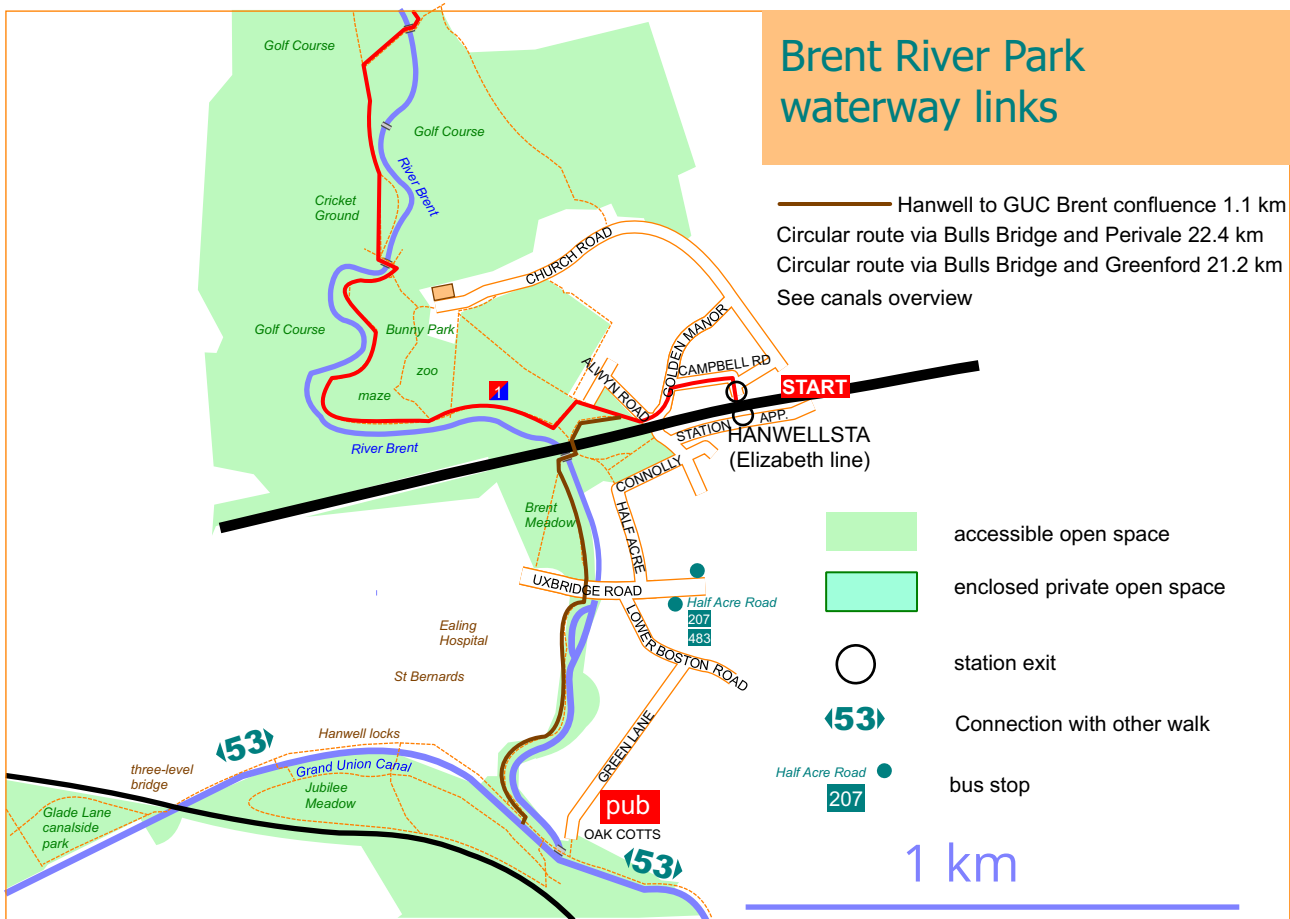 Brent River Park
waterway links
Hanwell to GUC Brent confluence 1.1 km
Circular route via Bulls Bridge and Perivale 22.4 km
Circular route via Bulls Bridge and Greenford 21.2 km
See canals overview
Golf Course
Golf Course
River Brent
Cricket
Ground
CHURCH ROAD
Golf Course
Bunny Park
zoo
maze
1
ALWYN ROAD
GOLDEN MANOR
CAMPBELL RD
START
STATION APP.
HANWELLSTA
(Elizabeth line)
River Brent
CONNOLLY
Brent
Meadow
HALF ACRE
UXBRIDGE ROAD
Half Acre Road
207
483
LOWER BOSTON ROAD
Ealing
Hospital
St Bernards
GREEN LANE
Hanwell locks
53
Grand Union Canal
three-level
bridge
Jubilee
Meadow
Glade Lane
canalside
park
pub
OAK COTTS
53
accessible open space
enclosed private open space
station exit
53
Connection with other walk
Half Acre Road
207
bus stop
1 km